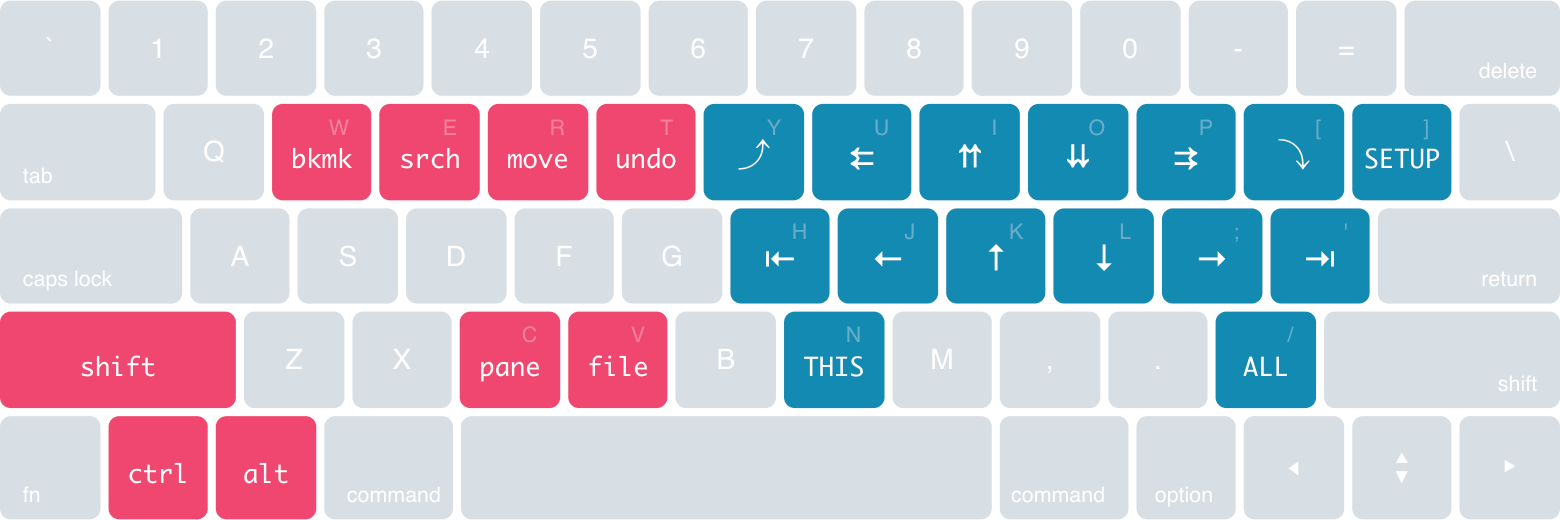 ` 1 2 3 4 5 6 7 8 9 0 - = delete
tab Q W bkmk E srch R move T undo Y ⤴ U ⇇ I ⇈ O ⇊ P ⇉ [ ⤵ ] SETUP \
caps lock A S D F G H ⇤ J ← K ↑ L ↓ ; → ' ⇥ return
shift Z X C pane V file B N THIS M , . / ALL shift
fn ctrl alt command command option ◀ ▲ ▼ ▶